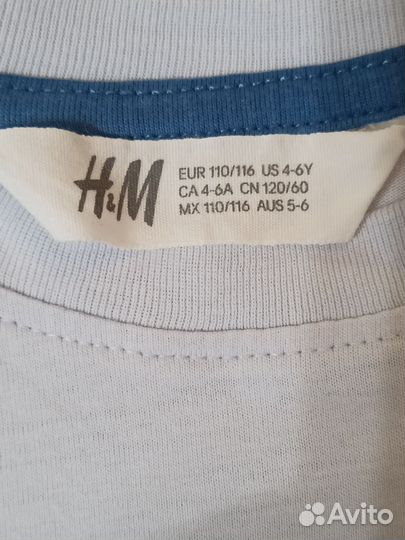 H&M
EUR 110/116 US 4-6Y
CA 4-6A CN 120/60
MX 110/116 AUS 5-6
Avito